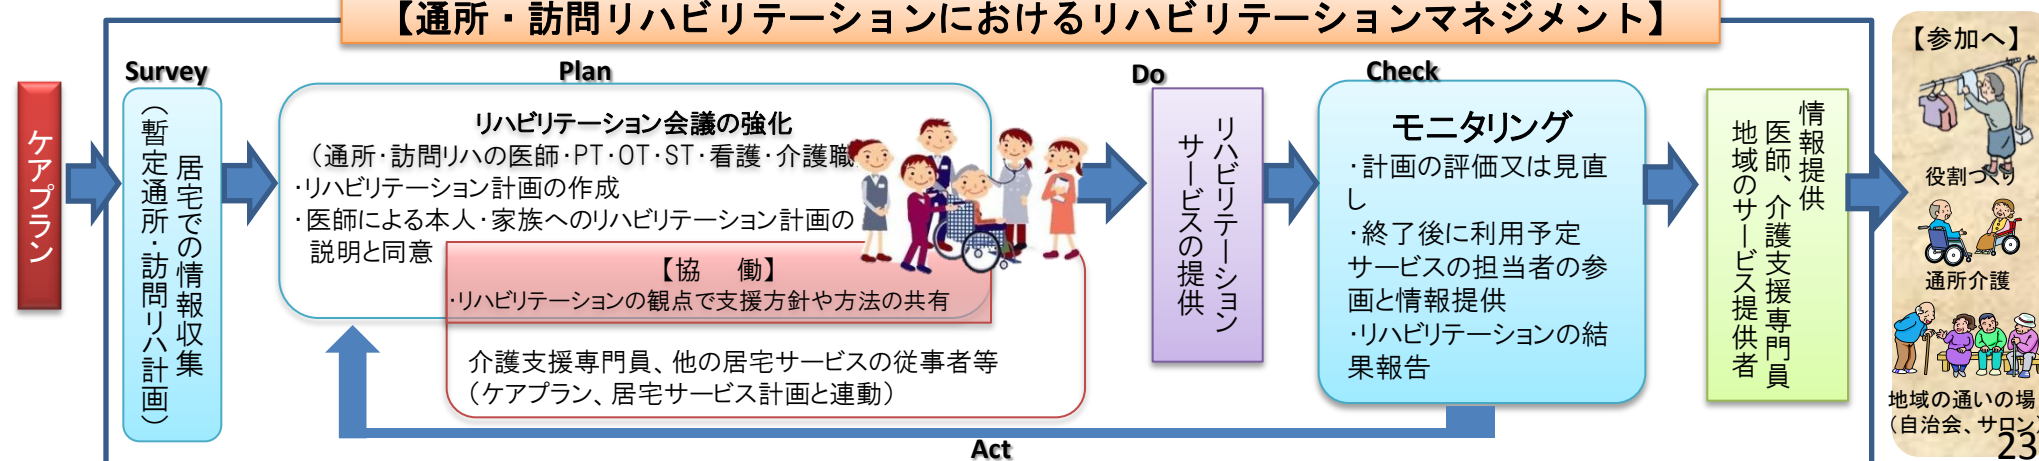 【通所・訪問リハビリテーションにおけるリハビリテーションマネジメント】
ケアプラン
Survey
居宅での情報収集
（暫定通所・訪問リハ計画）
Plan
リハビリテーション会議の強化
（通所・訪問リハの医師・PT・OT・ST・看護・介護職
・リハビリテーション計画の作成
・医師による本人・家族へのリハビリテーション計画の
説明と同意
【協　働】
・リハビリテーションの観点で支援方針や方法の共有
介護支援専門員、他の居宅サービスの従事者等
（ケアプラン、居宅サービス計画と連動）
Do
リハビリテーション
サービスの提供
Check
モニタリング
・計画の評価又は見直
し
・終了後に利用予定
サービスの担当者の参
画と情報提供
・リハビリテーションの結
果報告
Act
情報提供
医師、介護支援専門員
地域のサービス提供者
【参加へ】
役割づくり
通所介護
地域の通いの場
（自治会、サロン）
23